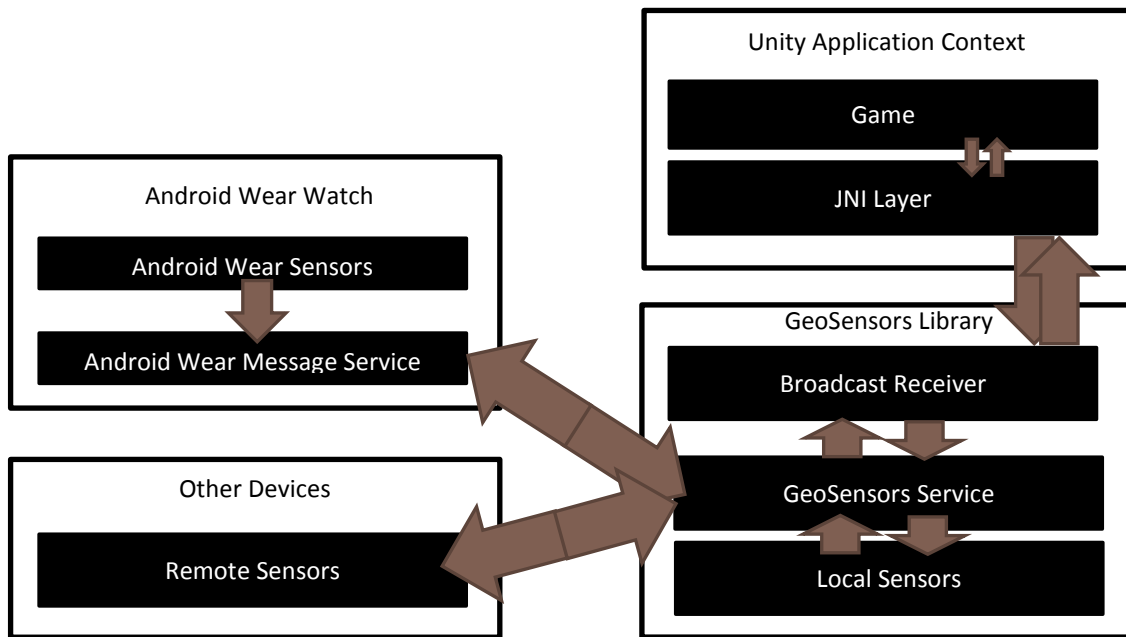 Unity Application Context
Game
JNI Layer
Android Wear Watch
Android Wear Sensors
Android Wear Message Service
GeoSensors Library
Broadcast Receiver
GeoSensors Service
Local Sensors
Other Devices
Remote Sensors